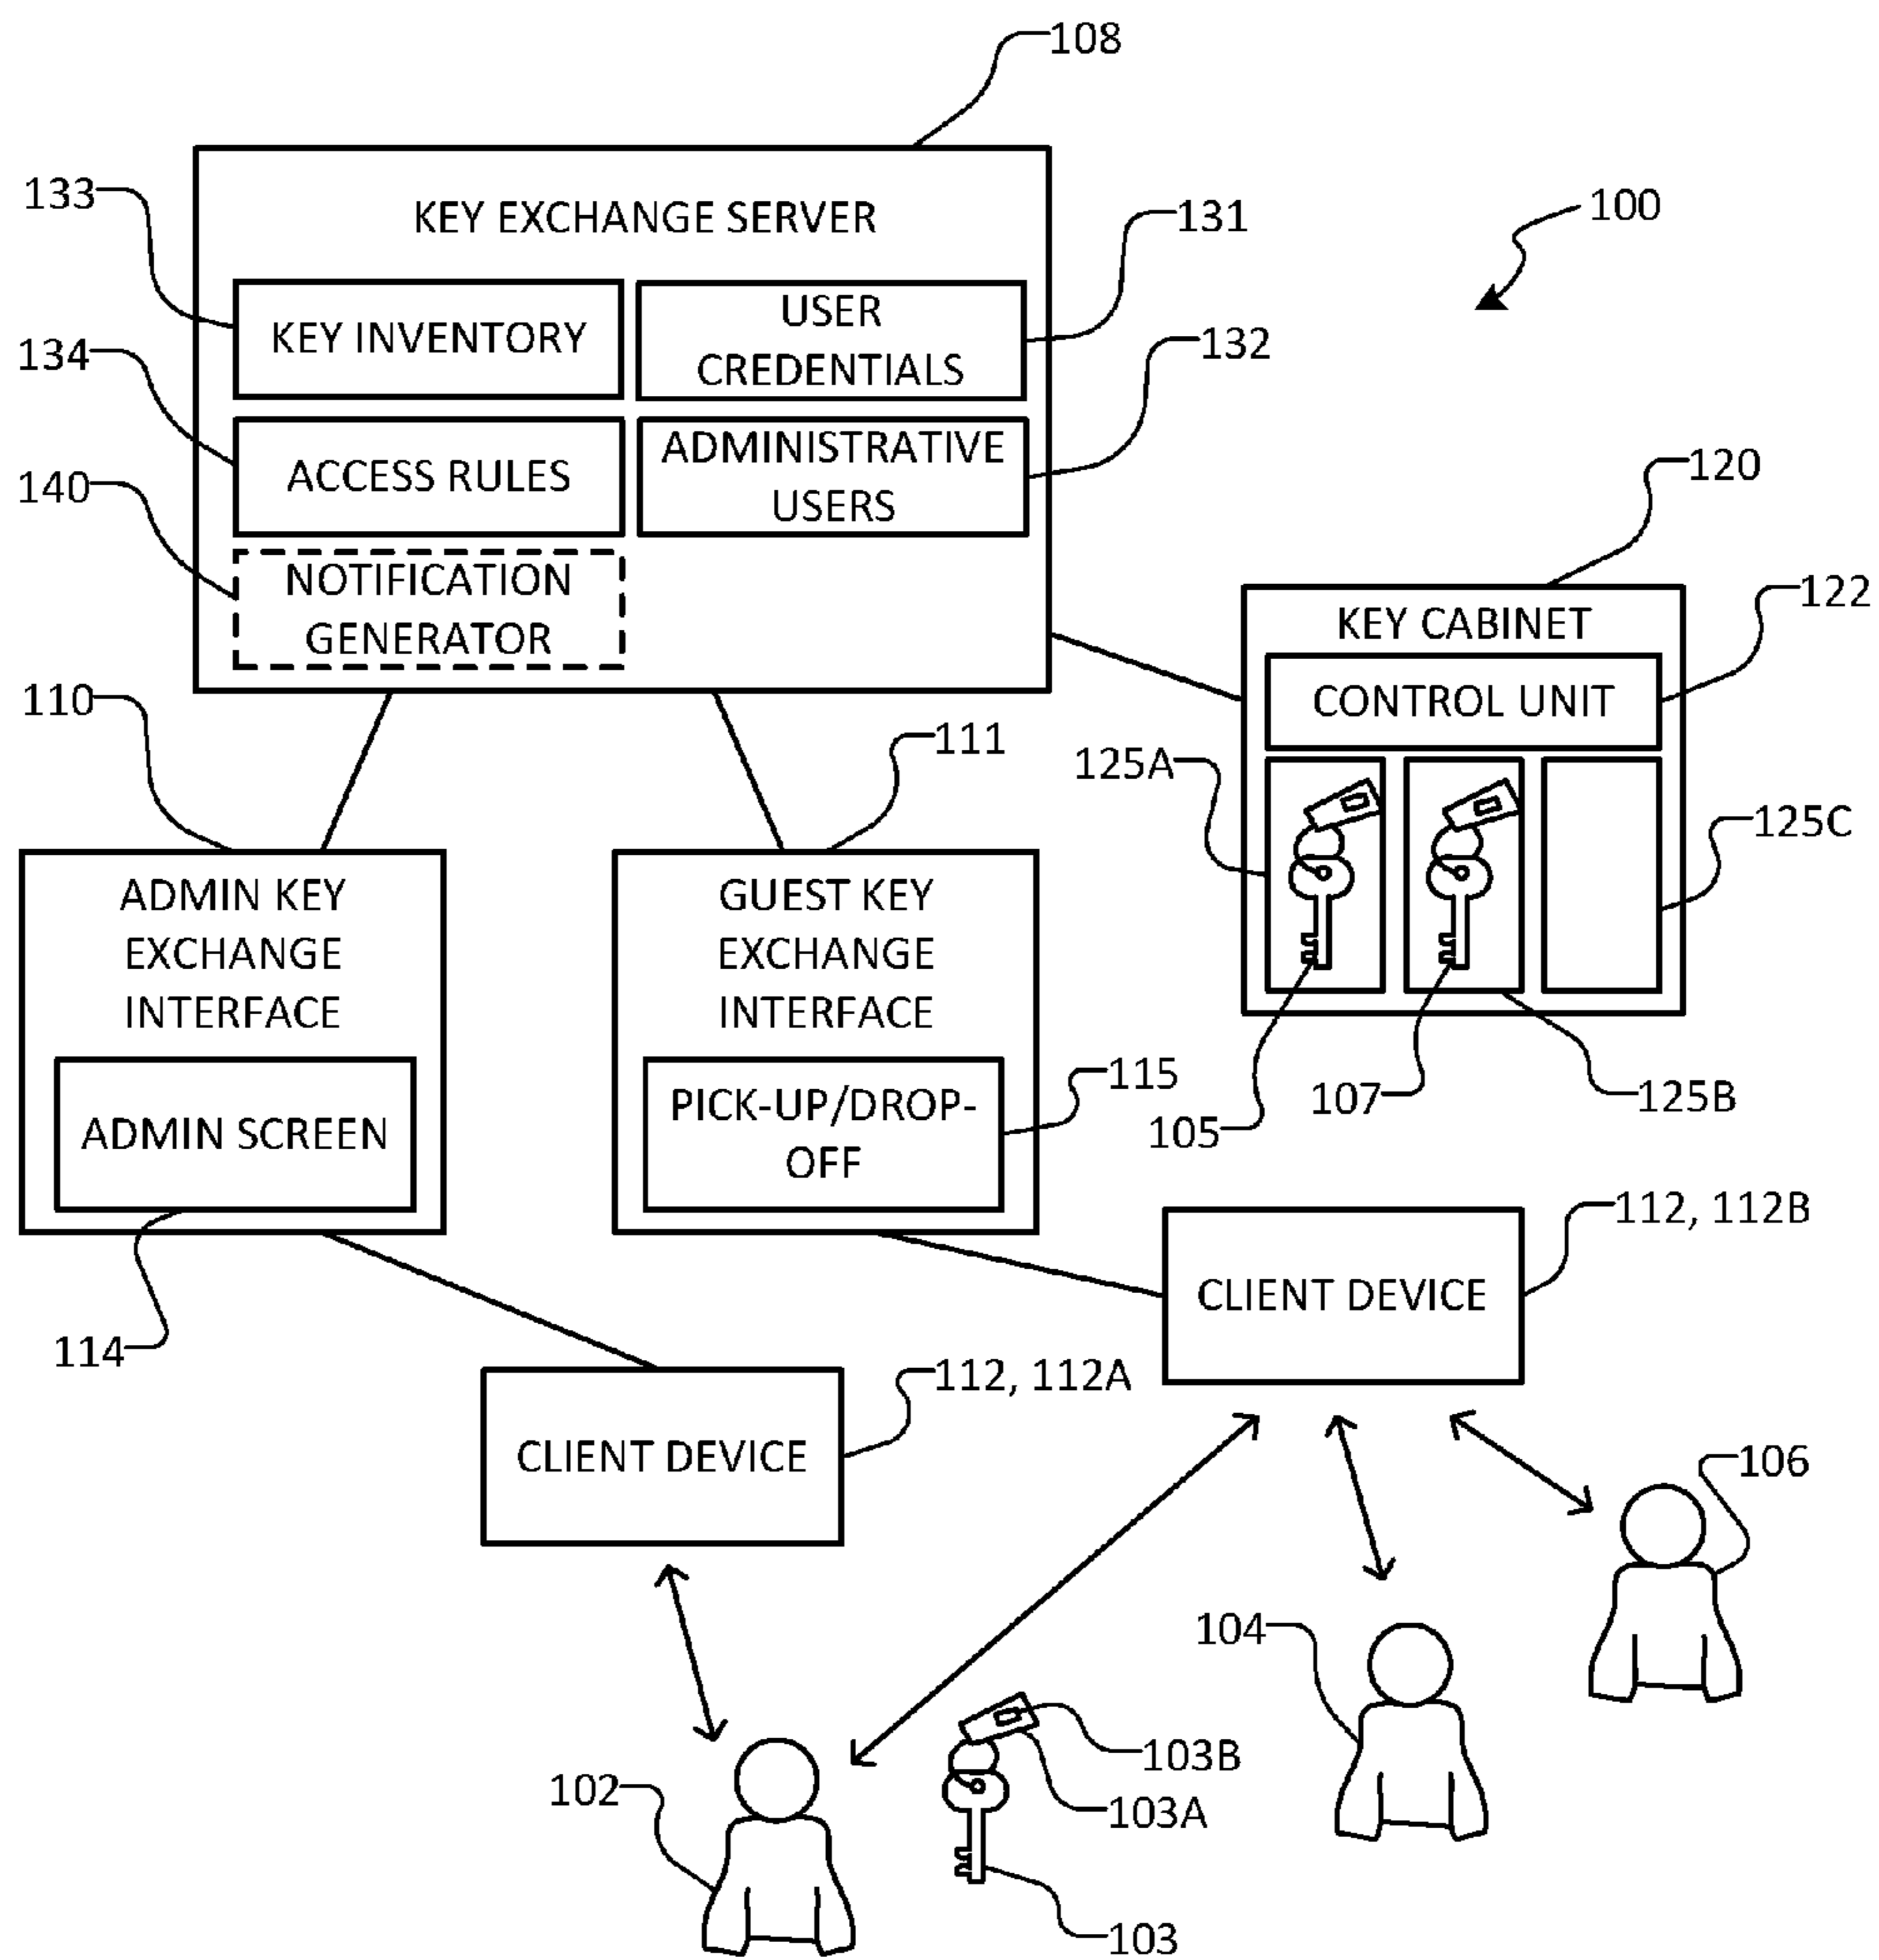 108
133
KEY EXCHANGE SERVER
131
100
KEY INVENTORY
USER
CREDENTIALS
134
132
ACCESS RULES
ADMINISTRATIVE
USERS
140
120
NOTIFICATION
GENERATOR
122
KEY CABINET
CONTROL UNIT
110
111
125A
125C
ADMIN KEY
EXCHANGE
INTERFACE
GUEST KEY
EXCHANGE
INTERFACE
115
107
125B
105
ADMIN SCREEN
PICK-UP/DROP-
OFF
112, 112B
CLIENT DEVICE
114
112, 112A
CLIENT DEVICE
106
104
103B
102
103A
103